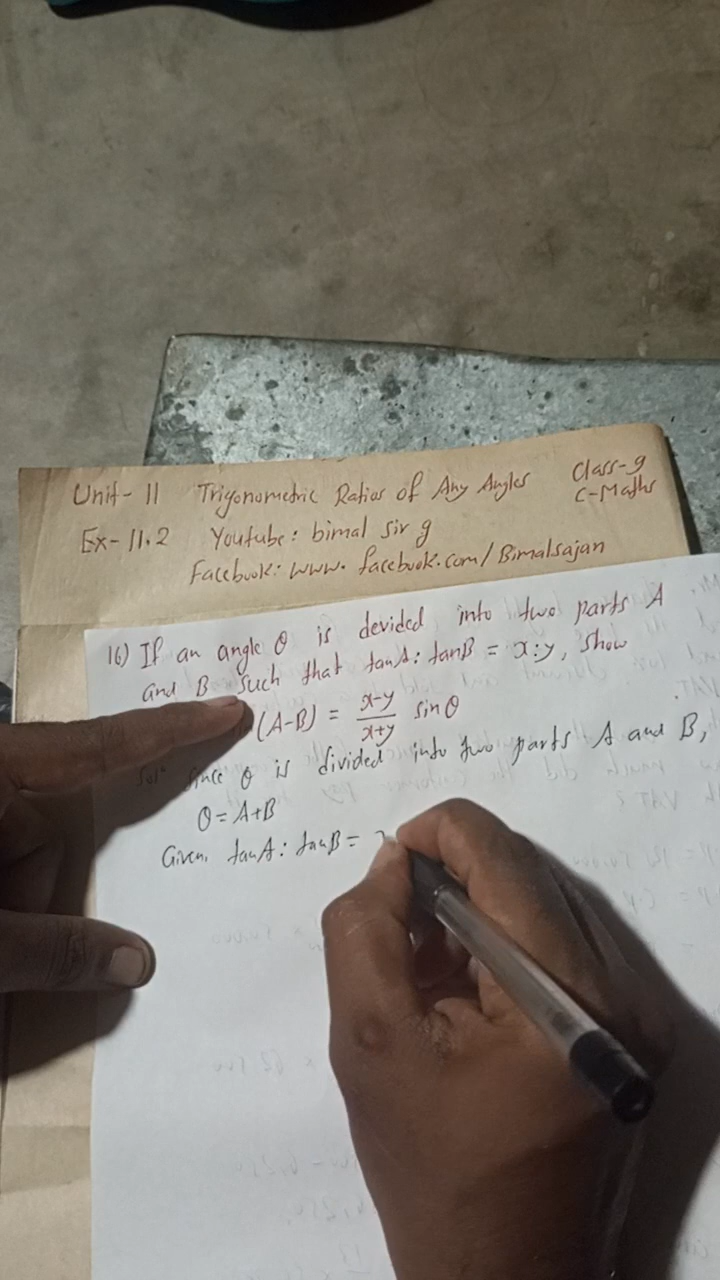 Unit- 11 Trigonometric Ratios of Any Angles Class-9
Ex- 11.2 Youtube: bimal sir g C-Maths
Facebook: www. facebook.com/Bimalsajan
16) If an angle θ is devided into two parts A
and B such that tanA: tanB = x:y, show
(A-B) = x-y/x+y sinθ
since θ is divided into two parts A and B,
θ = A+B
Given, tanA: tanB =